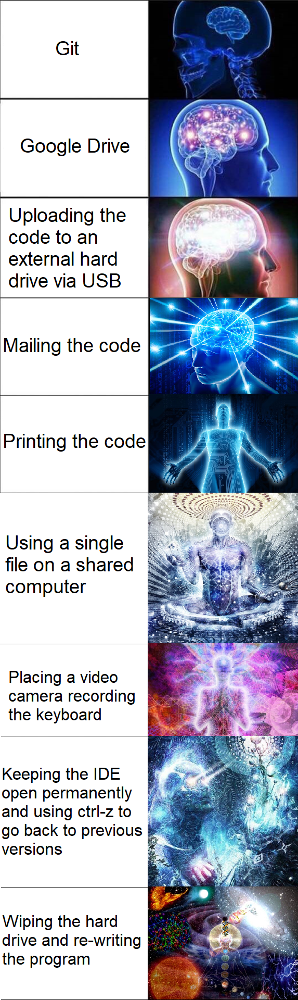 Git
Google Drive
Uploading the
code to an
external hard
drive via USB
Mailing the code
Printing the code
Using a single
file on a shared
computer
Placing a video
camera recording
the keyboard
Keeping the IDE
open permanently
and using ctrl-z to
go back to previous
versions
Wiping the hard
drive and re-writing
the program